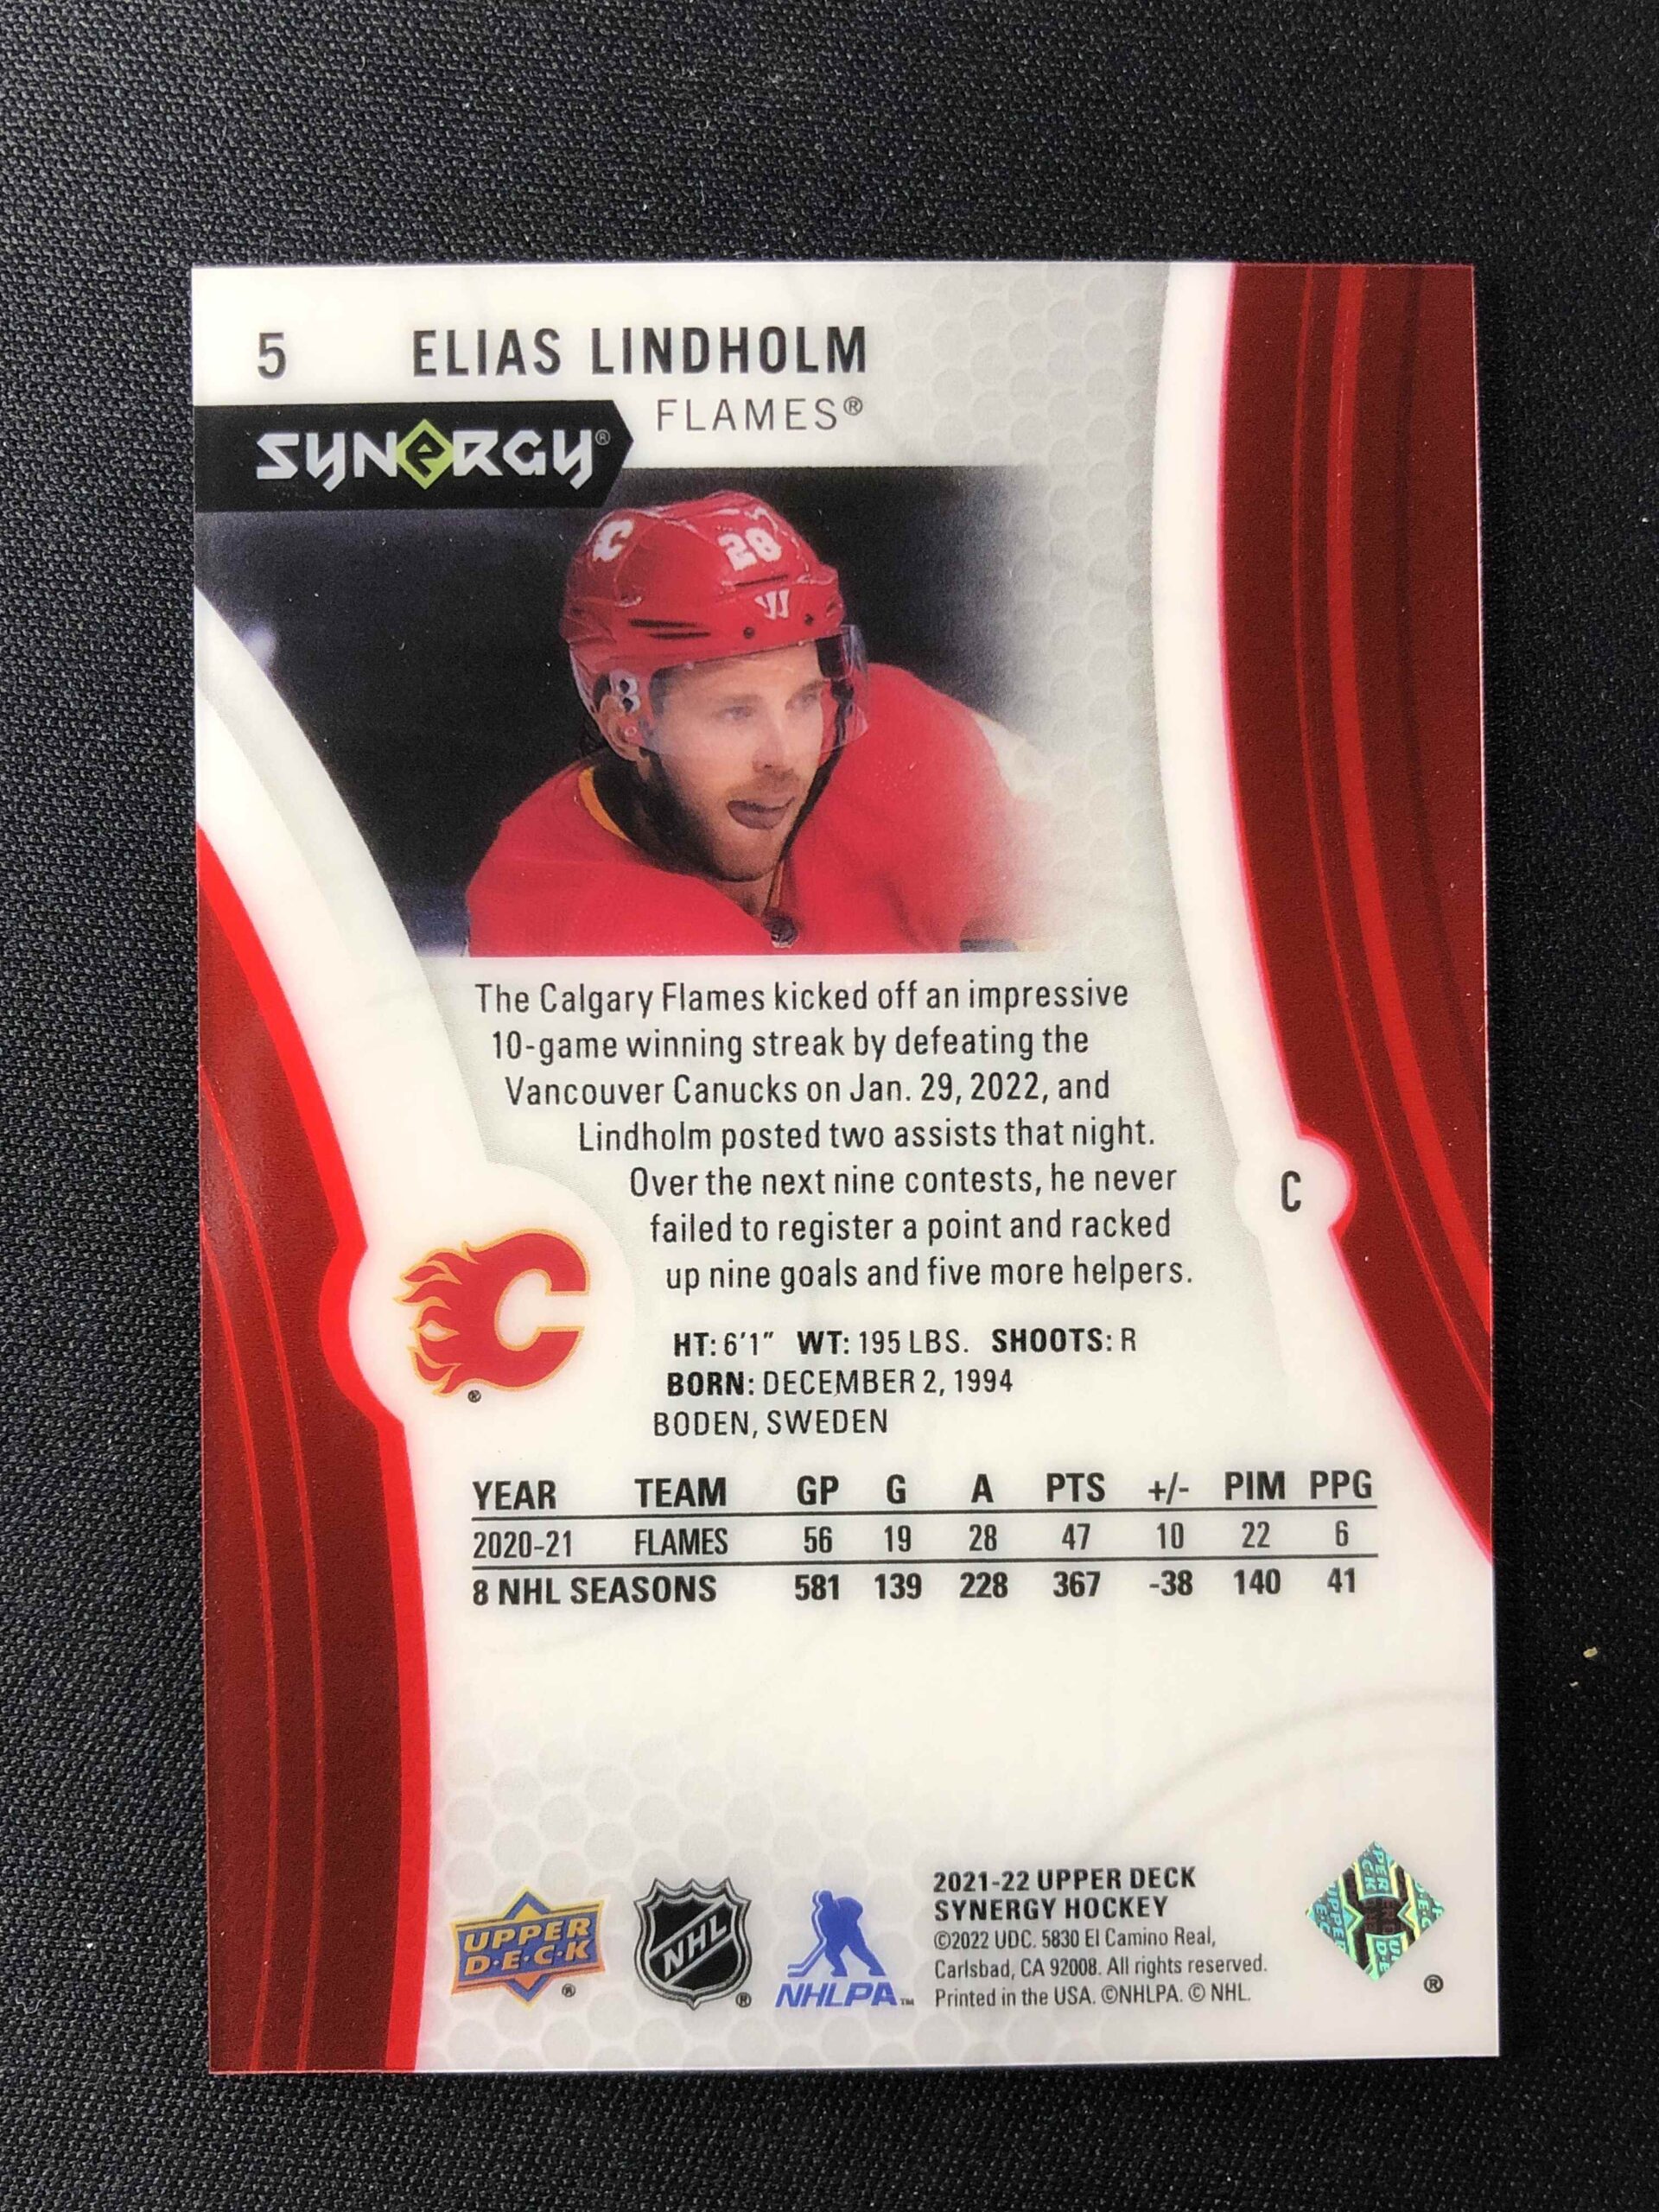 5 ELIAS LINDHOLM
FLAMES®
SYNERGY®
C 28
W
The Calgary Flames kicked off an impressive
10-game winning streak by defeating the
Vancouver Canucks on Jan. 29, 2022, and
Lindholm posted two assists that night.
Over the next nine contests, he never
failed to register a point and racked
up nine goals and five more helpers.
C
C
®
HT: 6'1" WT: 195 LBS. SHOOTS: R
BORN: DECEMBER 2, 1994
BODEN, SWEDEN
YEAR TEAM GP G A PTS +/- PIM PPG
2020-21 FLAMES 56 19 28 47 10 22 6
8 NHL SEASONS 581 139 228 367 -38 140 41
UPPER
D•E•C•K
®
NHL
®
NHLPA™
2021-22 UPPER DECK
SYNERGY HOCKEY
©2022 UDC. 5830 El Camino Real,
Carlsbad, CA 92008. All rights reserved.
Printed in the USA. ©NHLPA. © NHL.
®